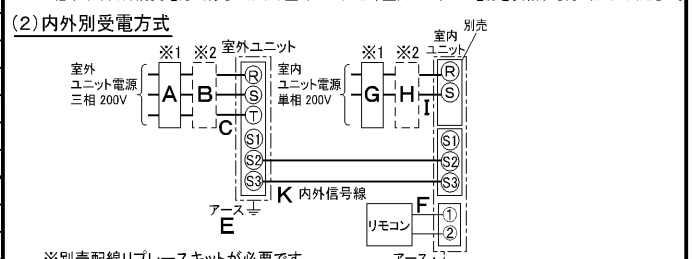 (2)内外別受電方式
※1 ※2 室外ユニット
室外
ユニット電源
三相 200V
A B C
R
S
T
S1
S2
S3
アース
E
※1 ※2 室内
ユニット 別売
室内
ユニット電源
単相 200V
G H I
R
S
S1
S2
S3
K 内外信号線
F
リモコン
①
②
アース
※別売配線リプレースキットが必要です